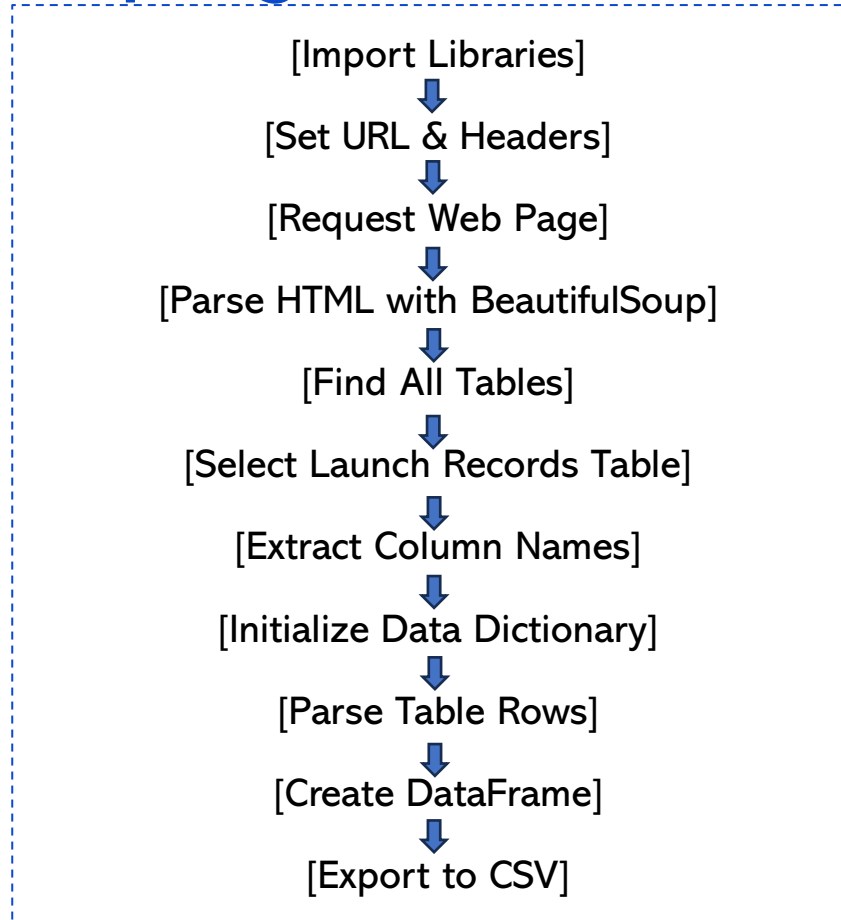 [Import Libraries]
[Set URL & Headers]
[Request Web Page]
[Parse HTML with BeautifulSoup]
[Find All Tables]
[Select Launch Records Table]
[Extract Column Names]
[Initialize Data Dictionary]
[Parse Table Rows]
[Create DataFrame]
[Export to CSV]